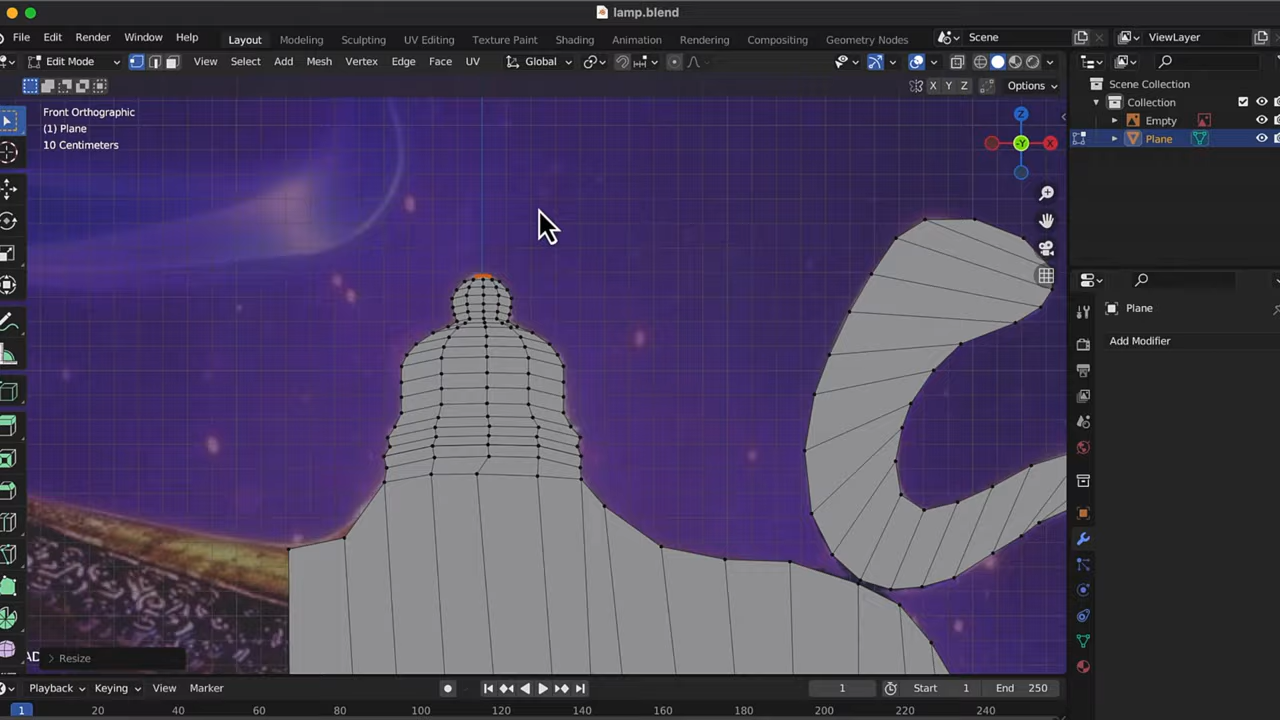 lamp.blend
File Edit Render Window Help Layout Modeling Sculpting UV Editing Texture Paint Shading Animation Rendering Compositing Geometry Nodes Scene ViewLayer
Edit Mode View Select Add Mesh Vertex Edge Face UV Global
X Y Z Options
Scene Collection
Collection
Empty
Plane
Front Orthographic
(1) Plane
10 Centimeters
Z
-Y
X
Plane
Add Modifier
Resize
Playback Keying View Marker 1 Start 1 End 250
1 20 40 60 80 100 120 140 160 180 200 220 240